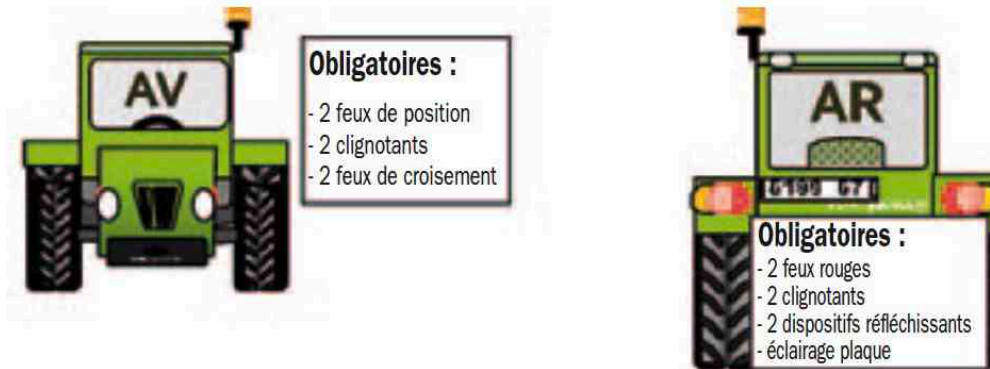 AV
Obligatoires :
- 2 feux de position
- 2 clignotants
- 2 feux de croisement
AR
Obligatoires :
- 2 feux rouges
- 2 clignotants
- 2 dispositifs réfléchissants
- éclairage plaque